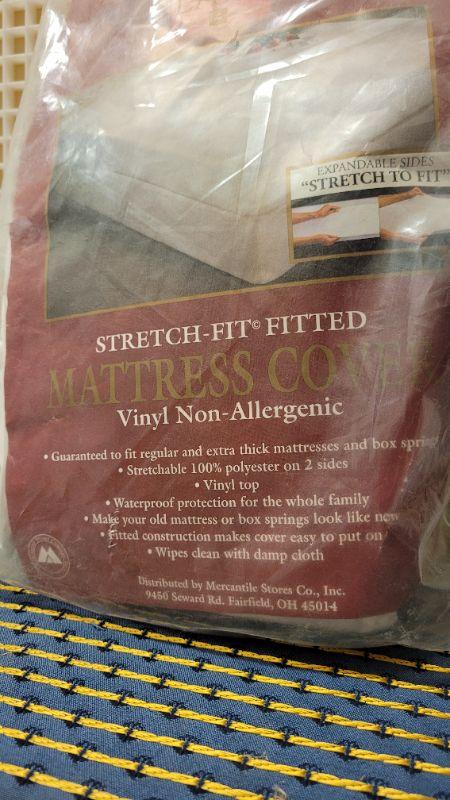 EXPANDABLE SIDES
"STRETCH TO FIT"
STRETCH-FIT© FITTED
MATTRESS COVER
Vinyl Non-Allergenic
• Guaranteed to fit regular and extra thick mattresses and box spring
• Stretchable 100% polyester on 2 sides
• Vinyl top
• Waterproof protection for the whole family
• Make your old mattress or box springs look like new
• Fitted construction makes cover easy to put on
• Wipes clean with damp cloth
Distributed by Mercantile Stores Co., Inc.
9450 Seward Rd. Fairfield, OH 45014